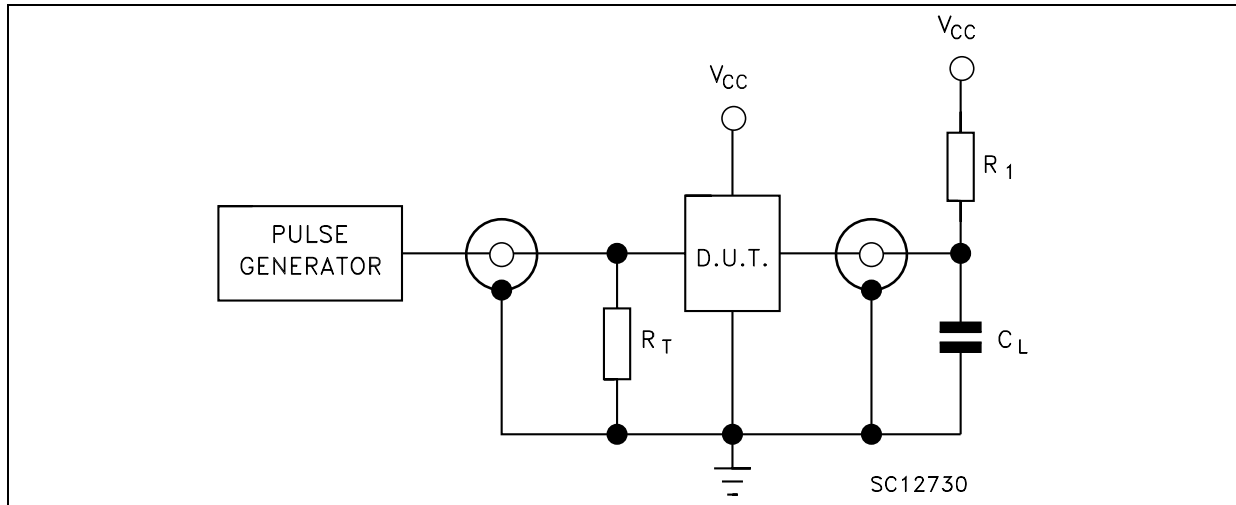 VCC
VCC
R1
PULSE
GENERATOR
D.U.T.
RT
CL
SC12730